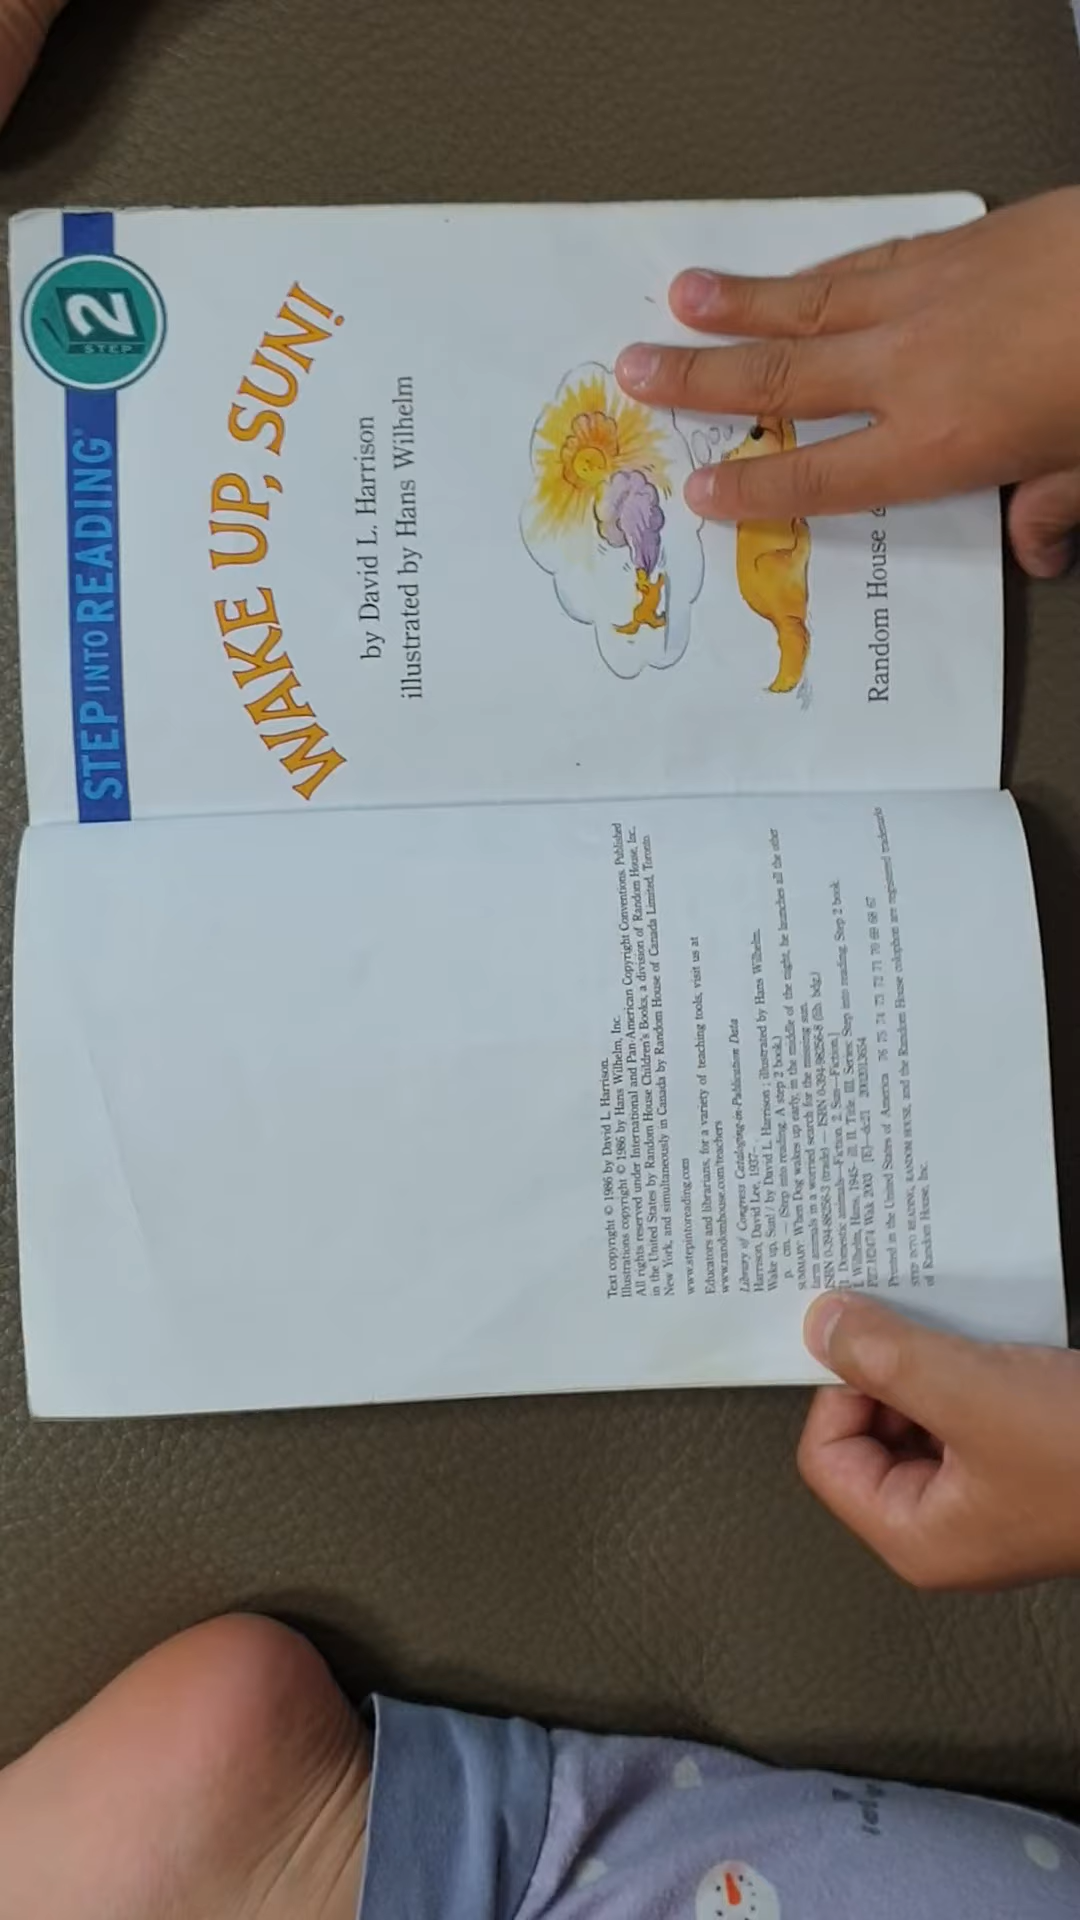 Text copyright © 1986 by David L. Harrison.
Illustrations copyright © 1986 by Hans Wilhelm, Inc.
All rights reserved under International and Pan-American Copyright Conventions. Published
in the United States by Random House Children's Books, a division of Random House, Inc.,
New York, and simultaneously in Canada by Random House of Canada Limited, Toronto.
www.stepintoreading.com
Educators and librarians, for a variety of teaching tools, visit us at
www.randomhouse.com/teachers
Library of Congress Cataloging-in-Publication Data
Harrison, David Lee, 1937–
Wake up, Sun! / by David L. Harrison ; illustrated by Hans Wilhelm.
p. cm. — (Step into reading. A step 2 book.)
SUMMARY: When Dog wakes up early, in the middle of the night, he launches all the other
farm animals in a worried search for the missing sun.
ISBN 0-394-88256-3 (trade) — ISBN 0-394-98256-8 (lib. bdg.)
1. Domestic animals—Fiction. 2. Sun—Fiction.]
I. Wilhelm, Hans, 1945– ill. II. Title. III. Series: Step into reading. Step 2 book.
PZ7.H2474 Wak 2003 [E]—dc21 2002013654
Printed in the United States of America 76 75 74 73 72 71 70 69 68 67
STEP INTO READING, RANDOM HOUSE, and the Random House colophon are registered trademarks
of Random House, Inc.
STEP INTO READING®
2
STEP
WAKE UP, SUN!
by David L. Harrison
illustrated by Hans Wilhelm
Random House